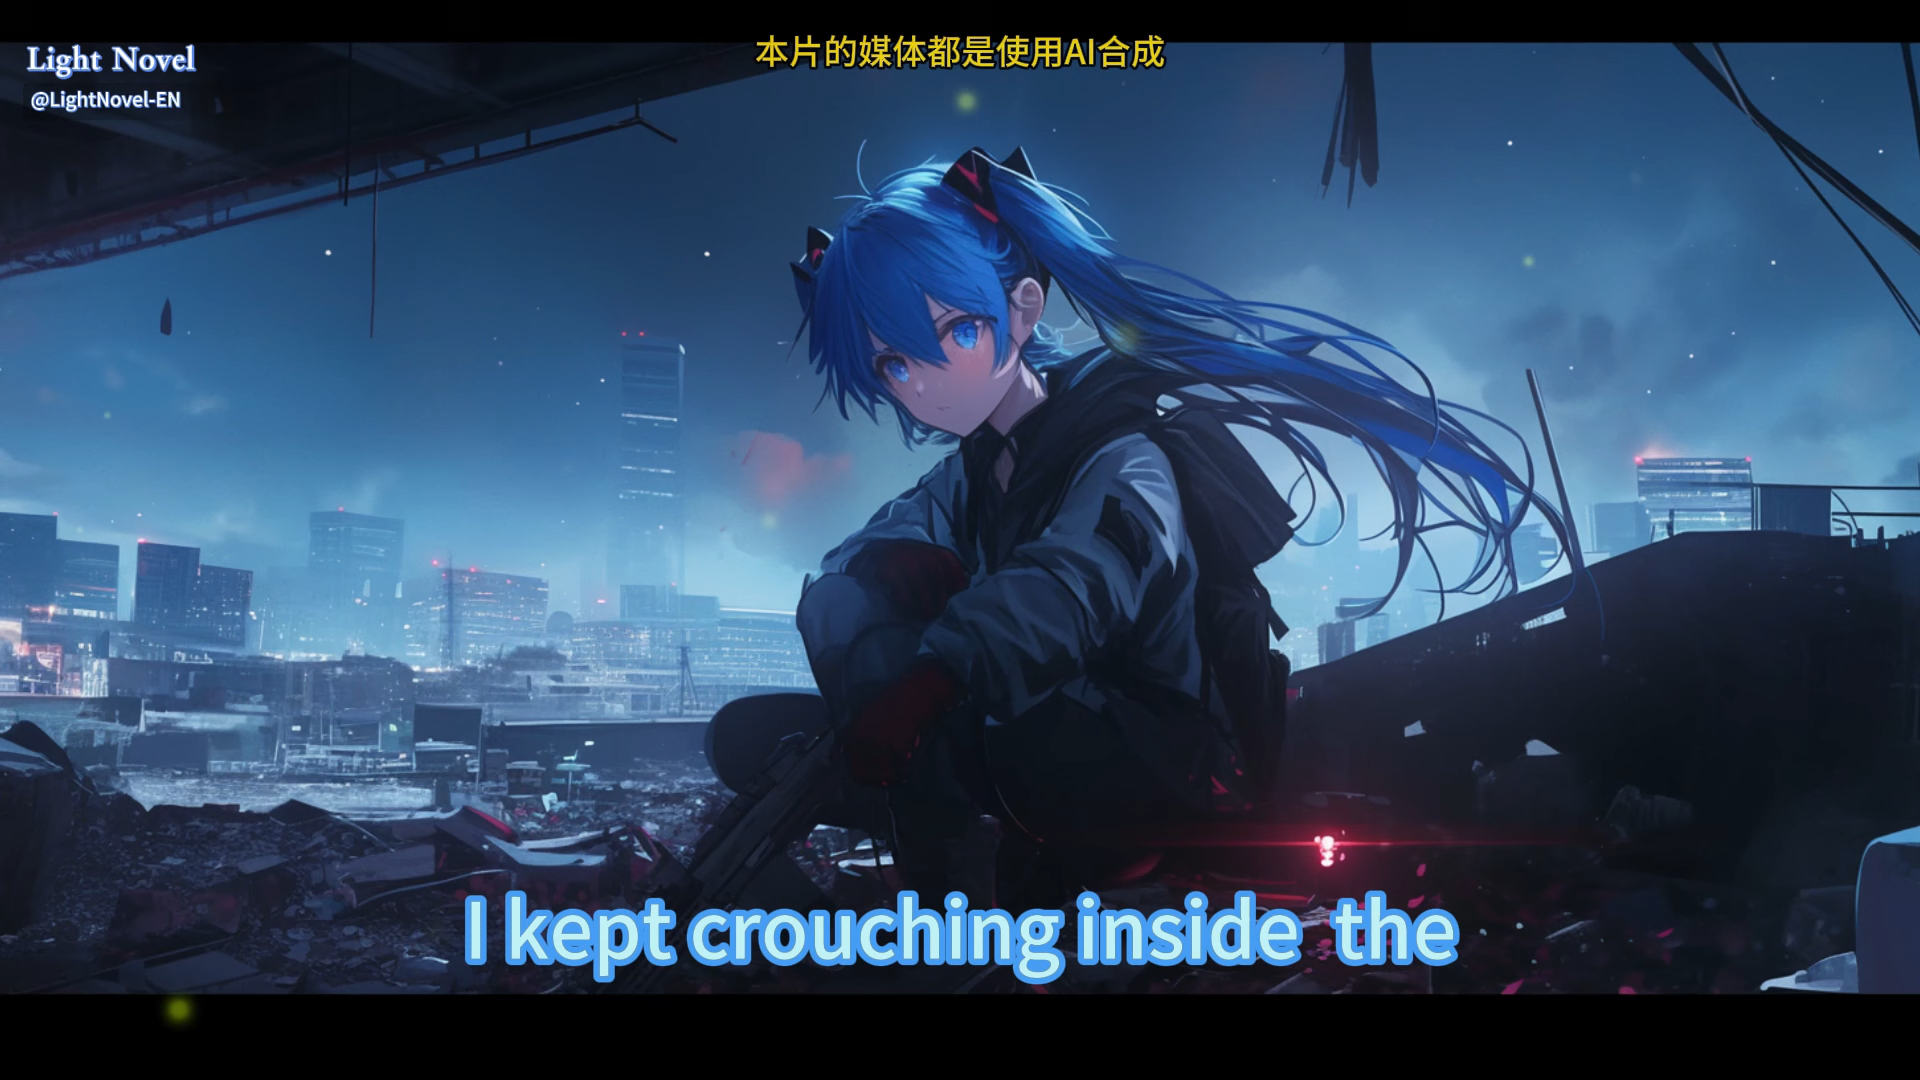 本片的媒体都是使用AI合成
Light Novel
@LightNovel-EN
I kept crouching inside the